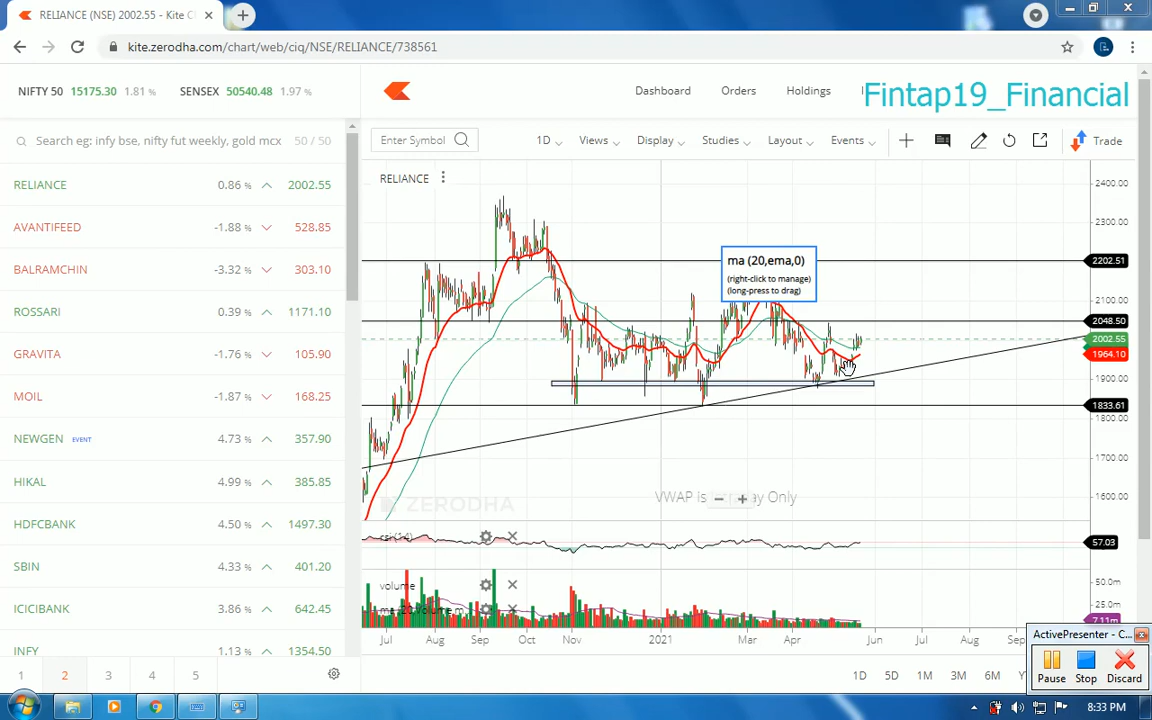 RELIANCE (NSE) 2002.55 - Kite C
kite.zerodha.com/chart/web/ciq/NSE/RELIANCE/738561
NIFTY 50 15175.30 1.81 % SENSEX 50540.48 1.97 %
Dashboard Orders Holdings
Fintap19_Financial
Search eg: infy bse, nifty fut weekly, gold mcx 50 / 50
Enter Symbol 1D Views Display Studies Layout Events Trade
RELIANCE 0.86 % 2002.55
AVANTIFEED -1.88 % 528.85
BALRAMCHIN -3.32 % 303.10
ROSSARI 0.39 % 1171.10
GRAVITA -1.76 % 105.90
MOIL -1.87 % 168.25
NEWGEN EVENT 4.73 % 357.90
HIKAL 4.99 % 385.85
HDFCBANK 4.50 % 1497.30
SBIN 4.33 % 401.20
ICICIBANK 3.86 % 642.45
INFY 1.13 % 1354.50
1 2 3 4 5
RELIANCE
ma (20,ema,0)
(right-click to manage)
(long-press to drag)
2400.00
2300.00
2202.51
2100.00
2048.50
2002.55
1964.10
1900.00
1833.61
1700.00
1600.00
ZERODHA
VWAP is
ay Only
rsi (14)
57.03
volume
50.0m
25.0m
7.11m
Jul Aug Sep Oct Nov 2021 Mar Apr Jun Jul Aug Sep
1D 5D 1M 3M 6M
ActivePresenter - C...
Pause Stop Discard
8:33 PM